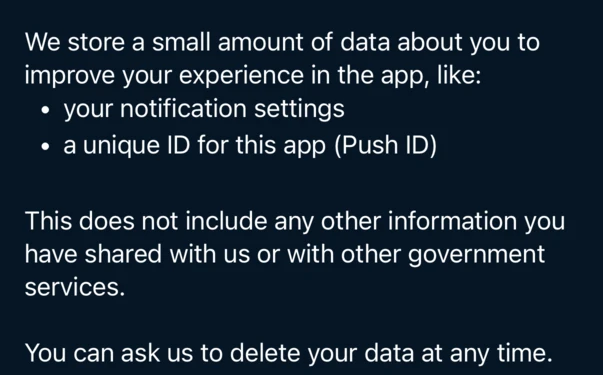 We store a small amount of data about you to
improve your experience in the app, like:
• your notification settings
• a unique ID for this app (Push ID)
This does not include any other information you
have shared with us or with other government
services.
You can ask us to delete your data at any time.